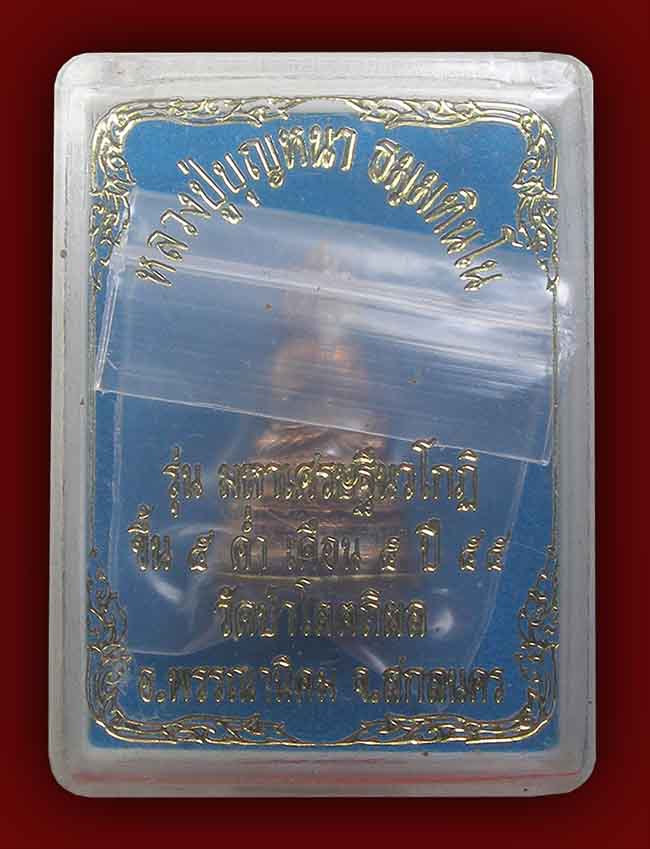 หลวงปู่บุญหนา ธมฺมทินฺโน
รุ่น มหาเศรษฐีนวโกฏิ
ขึ้น ๕ ค่ำ เดือน ๕ ปี ๕๕
วัดป่าโสตถิผล
อ.พรรณานิคม จ.สกลนคร